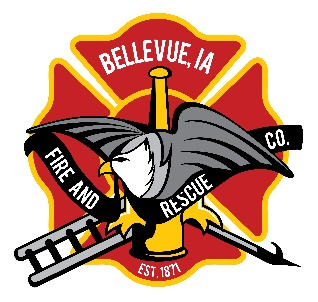 BELLEVUE, IA
FIRE AND RESCUE CO.
EST. 1871